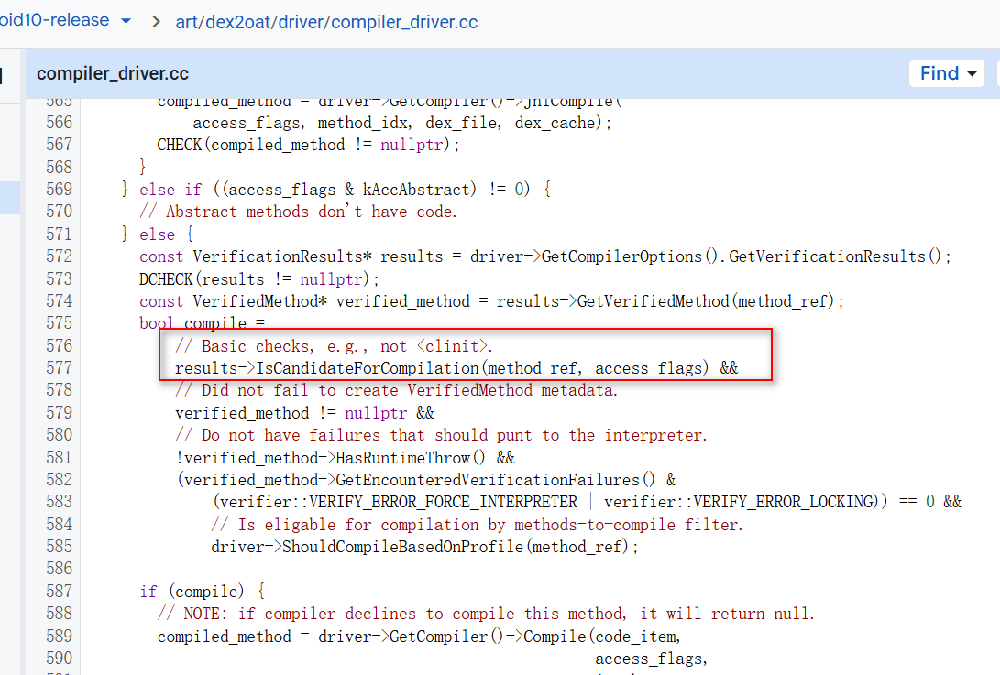 oid10-release > art/dex2oat/driver/compiler_driver.cc
compiler_driver.cc Find
565 compiled_method = driver->GetCompiler()->JniCompile(
566 access_flags, method_idx, dex_file, dex_cache);
567 CHECK(compiled_method != nullptr);
568 }
569 } else if ((access_flags & kAccAbstract) != 0) {
570 // Abstract methods don't have code.
571 } else {
572 const VerificationResults* results = driver->GetCompilerOptions().GetVerificationResults();
573 DCHECK(results != nullptr);
574 const VerifiedMethod* verified_method = results->GetVerifiedMethod(method_ref);
575 bool compile =
576 // Basic checks, e.g., not <clinit>.
577 results->IsCandidateForCompilation(method_ref, access_flags) &&
578 // Did not fail to create VerifiedMethod metadata.
579 verified_method != nullptr &&
580 // Do not have failures that should punt to the interpreter.
581 !verified_method->HasRuntimeThrow() &&
582 (verified_method->GetEncounteredVerificationFailures() &
583 (verifier::VERIFY_ERROR_FORCE_INTERPRETER | verifier::VERIFY_ERROR_LOCKING)) == 0 &&
584 // Is eligable for compilation by methods-to-compile filter.
585 driver->ShouldCompileBasedOnProfile(method_ref);
586
587 if (compile) {
588 // NOTE: if compiler declines to compile this method, it will return null.
589 compiled_method = driver->GetCompiler()->Compile(code_item,
590 access_flags,